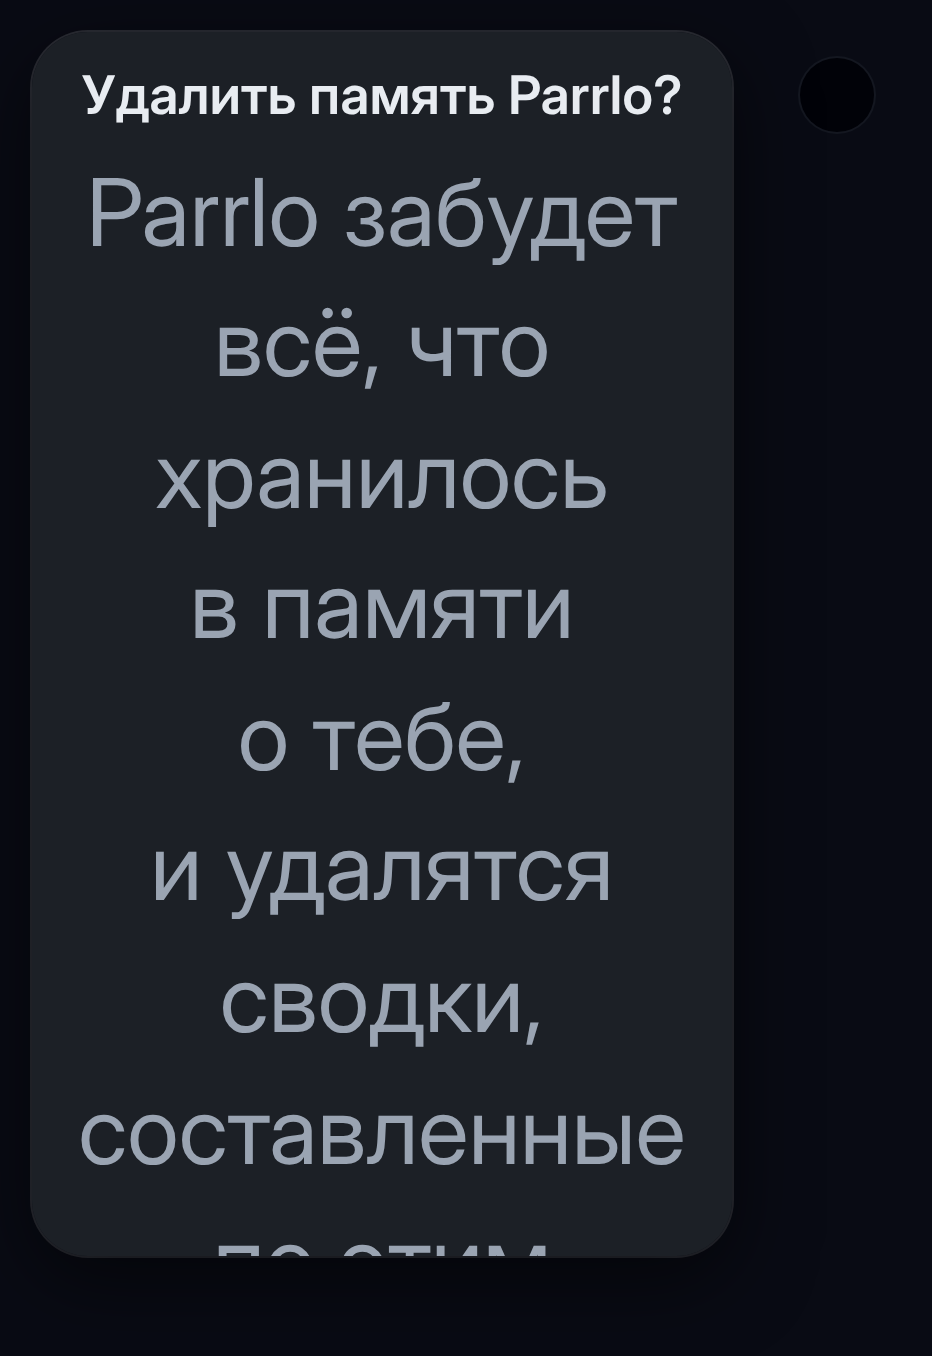 Удалить память Parrlo?
Parrlo забудет
всё, что
хранилось
в памяти
о тебе,
и удалятся
сводки,
составленные